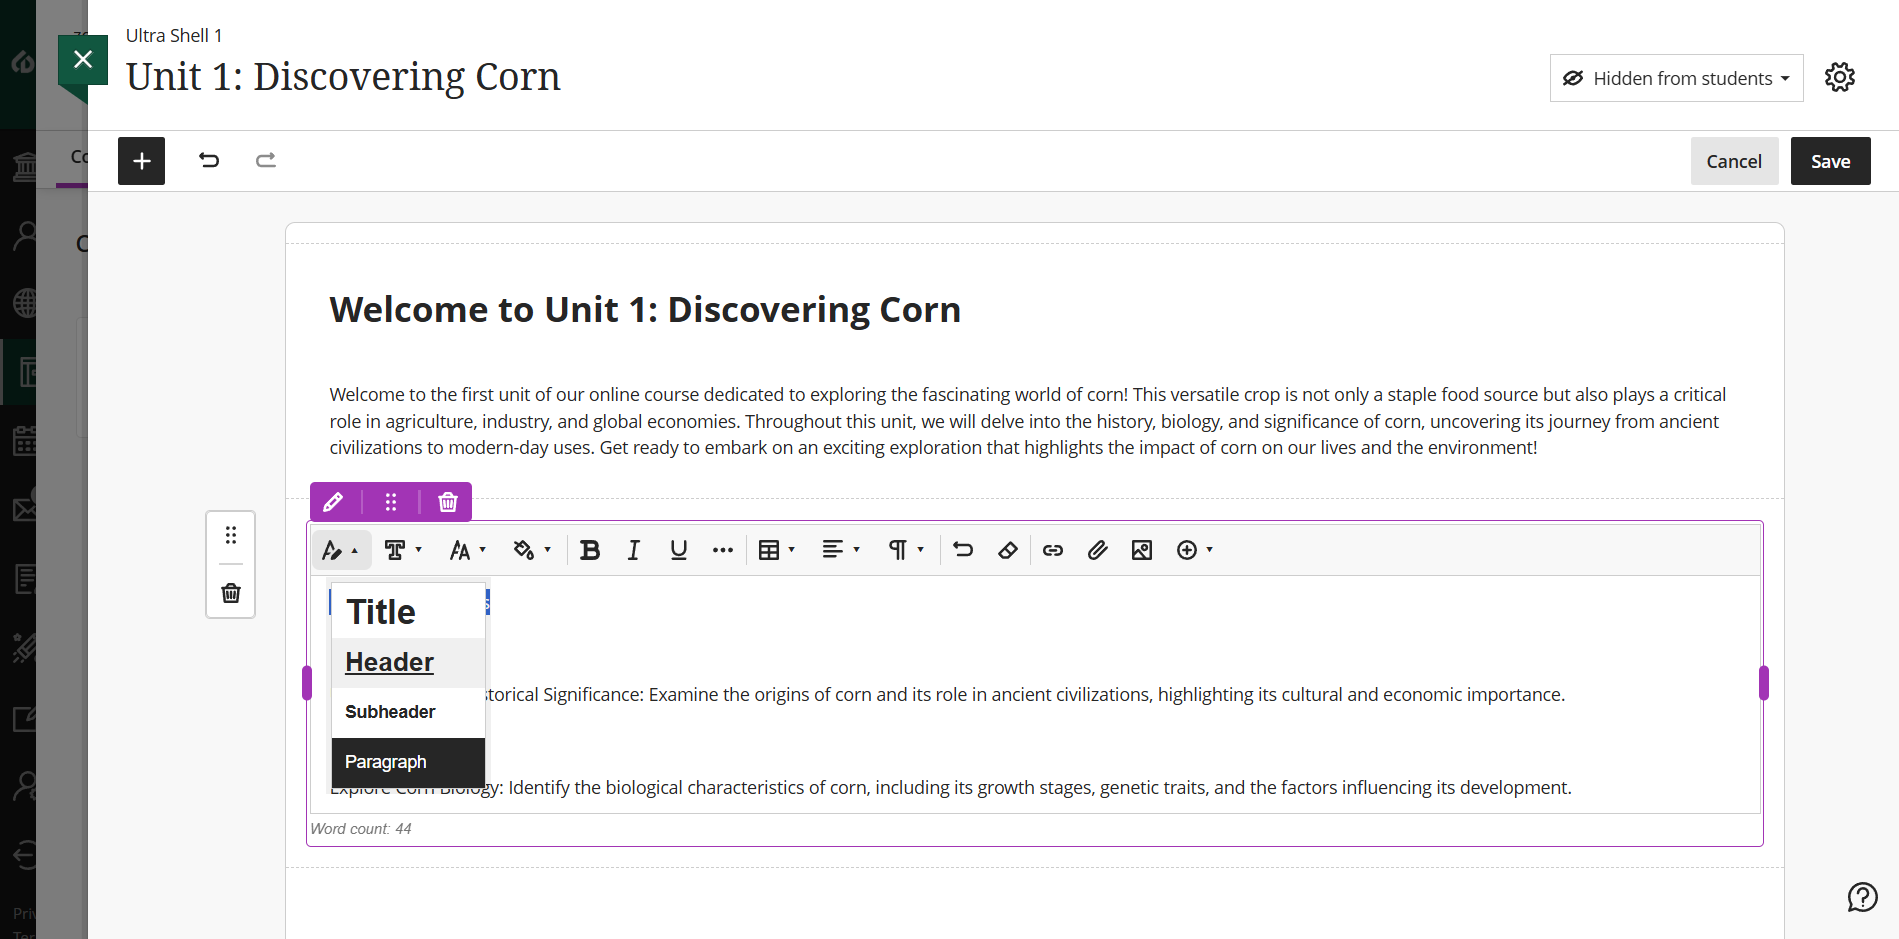 Ultra Shell 1
Unit 1: Discovering Corn
Hidden from students
Cancel
Save
Welcome to Unit 1: Discovering Corn
Welcome to the first unit of our online course dedicated to exploring the fascinating world of corn! This versatile crop is not only a staple food source but also plays a critical
role in agriculture, industry, and global economies. Throughout this unit, we will delve into the history, biology, and significance of corn, uncovering its journey from ancient
civilizations to modern-day uses. Get ready to embark on an exciting exploration that highlights the impact of corn on our lives and the environment!
Title
Header
Subheader
Paragraph
storical Significance: Examine the origins of corn and its role in ancient civilizations, highlighting its cultural and economic importance.
Explore Corn Biology: Identify the biological characteristics of corn, including its growth stages, genetic traits, and the factors influencing its development.
Word count: 44